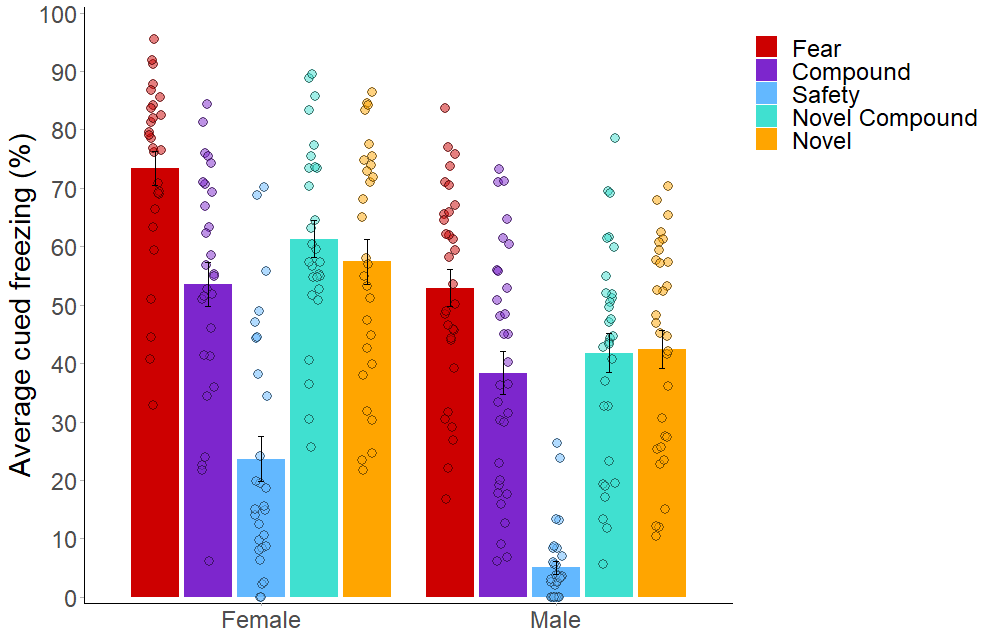 Average cued freezing (%)
100
90
80
70
60
50
40
30
20
10
0
Female
Male
Fear
Compound
Safety
Novel Compound
Novel